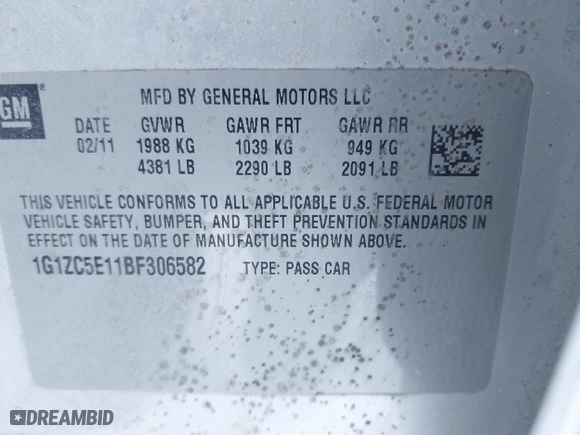 GM
MFD BY GENERAL MOTORS LLC
DATE GVWR GAWR FRT GAWR RR
02/11 1988 KG 1039 KG 949 KG
4381 LB 2290 LB 2091 LB
THIS VEHICLE CONFORMS TO ALL APPLICABLE U.S. FEDERAL MOTOR
VEHICLE SAFETY, BUMPER, AND THEFT PREVENTION STANDARDS IN
EFFECT ON THE DATE OF MANUFACTURE SHOWN ABOVE.
1G1ZC5E11BF306582 TYPE: PASS CAR
DREAMBID